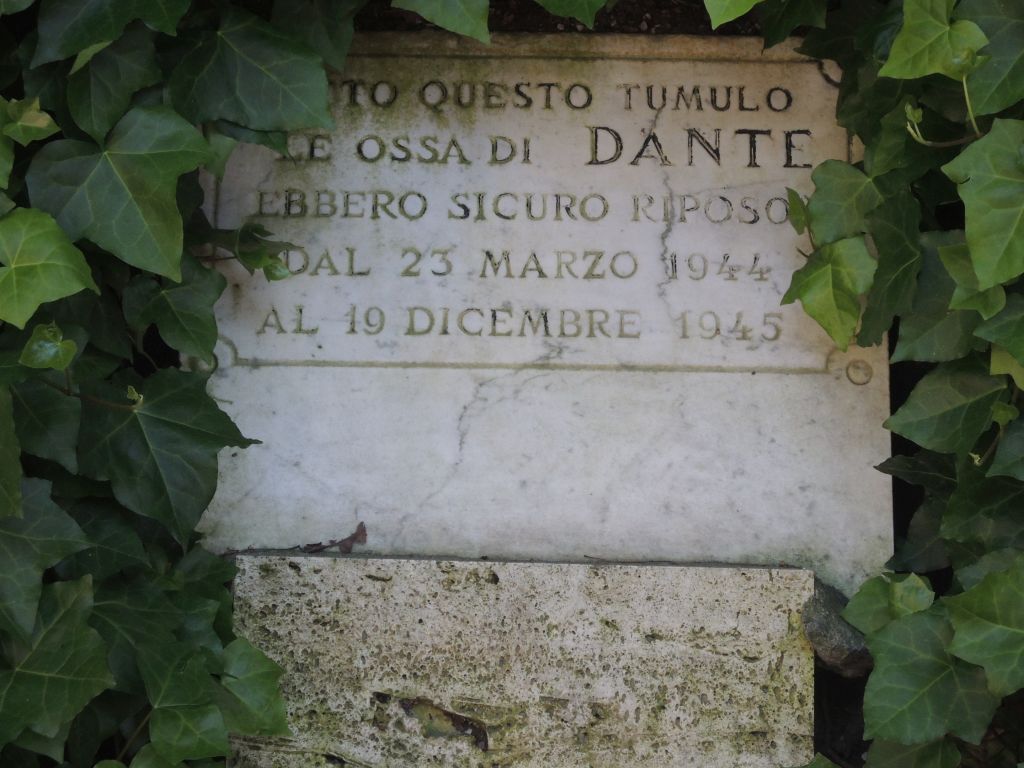 QUESTO TUMULO
LE OSSA DI DANTE
EBBERO SICURO RIPOSO
DAL 23 MARZO 1944
AL 19 DICEMBRE 1945